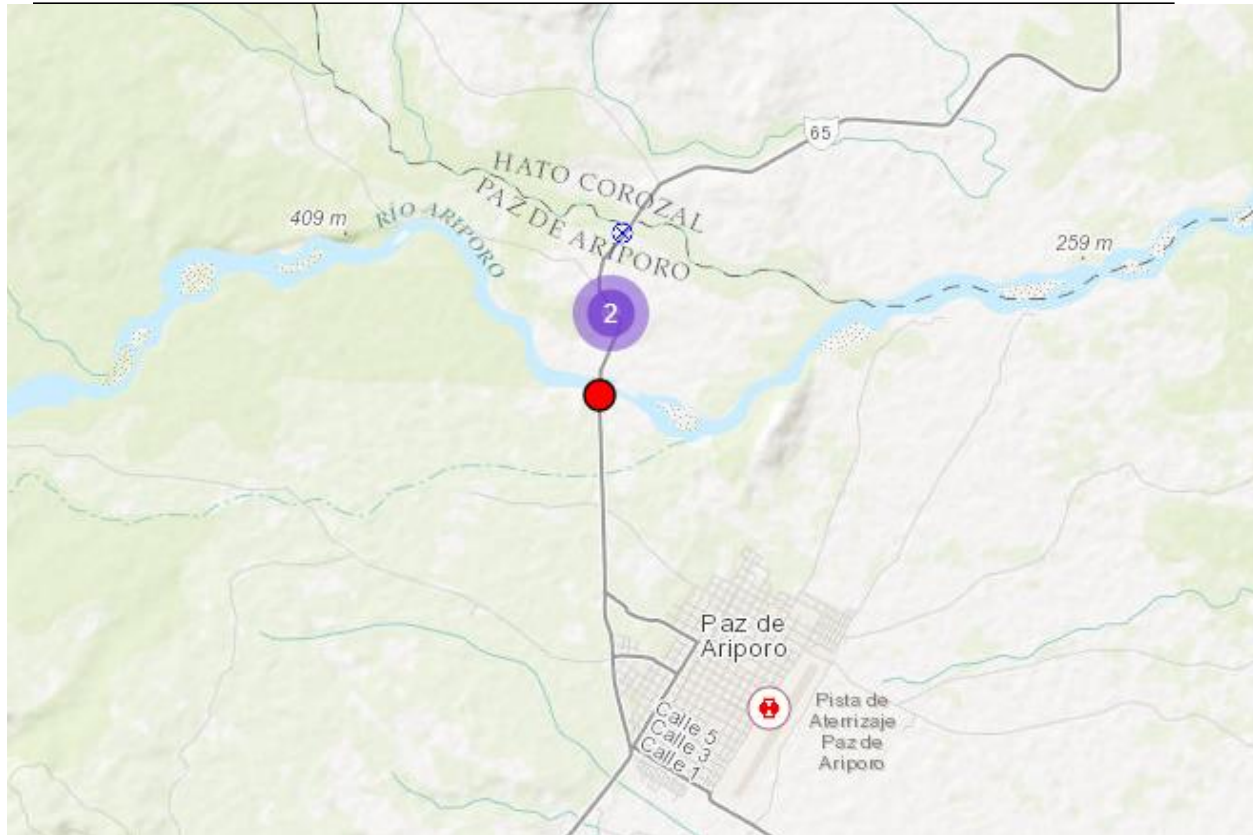 65
HATO COROZAL
PAZ DE ARIPORO
409 m
RÍO ARIPORO
259 m
2
Paz de
Ariporo
Calle 5
Calle 3
Calle 1
Pista de
Aterrizaje
Paz de
Ariporo